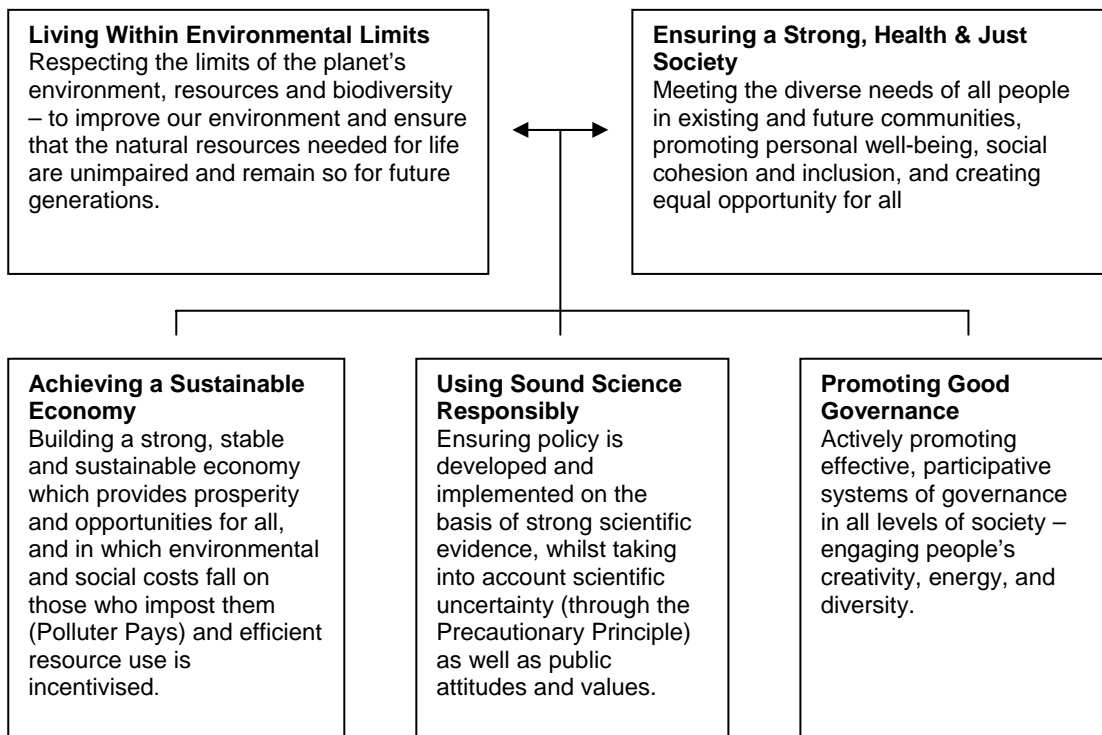 Living Within Environmental Limits
Respecting the limits of the planet's
environment, resources and biodiversity
– to improve our environment and ensure
that the natural resources needed for life
are unimpaired and remain so for future
generations.
Ensuring a Strong, Health & Just
Society
Meeting the diverse needs of all people
in existing and future communities,
promoting personal well-being, social
cohesion and inclusion, and creating
equal opportunity for all
Achieving a Sustainable
Economy
Building a strong, stable
and sustainable economy
which provides prosperity
and opportunities for all,
and in which environmental
and social costs fall on
those who impost them
(Polluter Pays) and efficient
resource use is
incentivised.
Using Sound Science
Responsibly
Ensuring policy is
developed and
implemented on the
basis of strong scientific
evidence, whilst taking
into account scientific
uncertainty (through the
Precautionary Principle)
as well as public
attitudes and values.
Promoting Good
Governance
Actively promoting
effective, participative
systems of governance
in all levels of society –
engaging people's
creativity, energy, and
diversity.